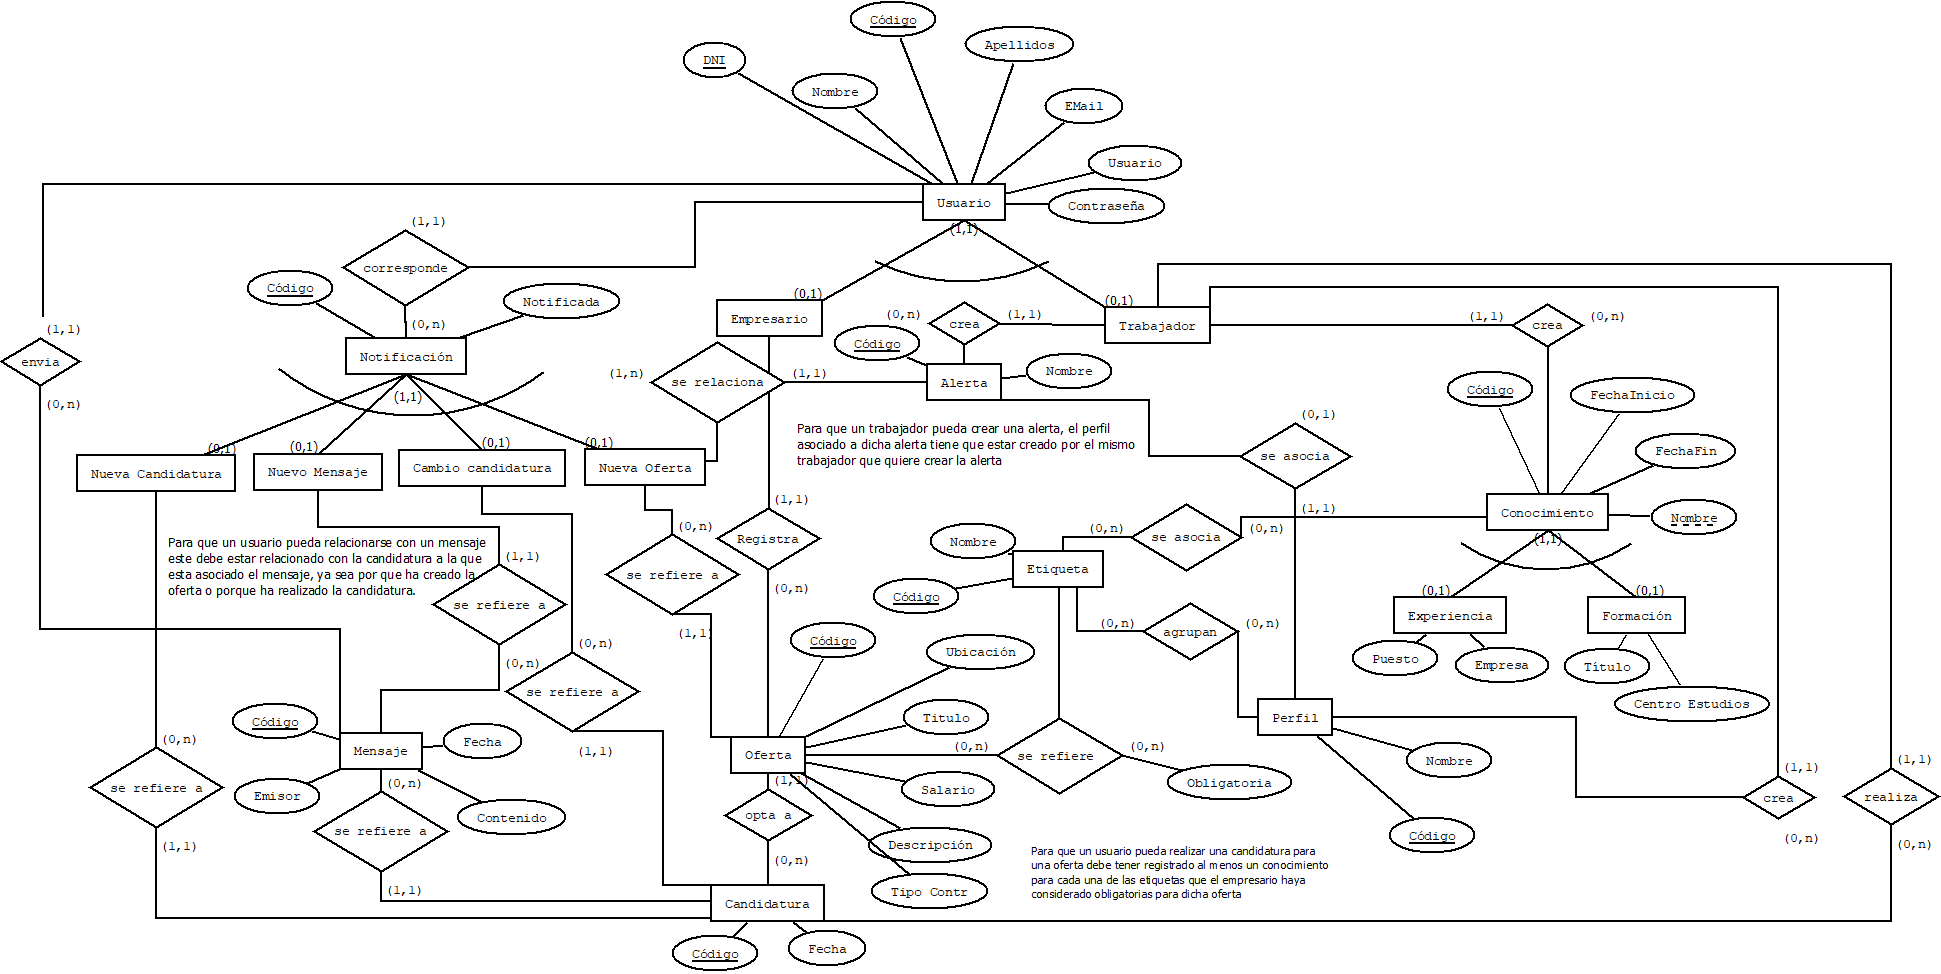 Código
Apellidos
DNI
Nombre
EMail
Usuario
Usuario
Contraseña
(1,1)
(1,1)
corresponde
Código
Notificada
(0,1)
(0,1)
Empresario
(0,n)
crea
(1,1)
Trabajador
(1,1)
crea
(0,n)
(1,1)
(0,n)
envia
Notificación
Código
(0,n)
(1,n)
se relaciona
(1,1)
Alerta
Nombre
(1,1)
Código
FechaInicio
(0,1)
Para que un trabajador pueda crear una alerta, el perfil
asociado a dicha alerta tiene que estar creado por el mismo
trabajador que quiere crear la alerta
(0,1)
(0,1)
(0,1)
(0,1)
se asocia
FechaFin
Nueva Candidatura
Nuevo Mensaje
Cambio candidatura
Nueva Oferta
(1,1)
(1,1)
Conocimiento
Nombre
Para que un usuario pueda relacionarse con un mensaje
este debe estar relacionado con la candidatura a la que
esta asociado el mensaje, ya sea por que ha creado la
oferta o porque ha realizado la candidatura.
(0,n)
Registra
Nombre
(0,n)
se asocia
(0,n)
(1,1)
(1,1)
se refiere a
Etiqueta
(0,n)
Código
(0,1)
(0,1)
se refiere a
Experiencia
Formación
(1,1)
Código
(0,n)
agrupan
(0,n)
(0,n)
(0,n)
Ubicación
Puesto
Empresa
Título
se refiere a
Centro Estudios
Código
Titulo
Perfil
Fecha
(0,n)
Mensaje
(1,1)
Oferta
(0,n)
se refiere
(0,n)
Nombre
(1,1)
(1,1)
se refiere a
(0,n)
(1,1)
Obligatoria
Emisor
Salario
crea
realiza
Contenido
opta a
se refiere a
(1,1)
Descripción
Código
(0,n)
(0,n)
Para que un usuario pueda realizar una candidatura para
una oferta debe tener registrado al menos un conocimiento
para cada una de las etiquetas que el empresario haya
considerado obligatorias para dicha oferta
(0,n)
(1,1)
Tipo Contr
Candidatura
Código
Fecha